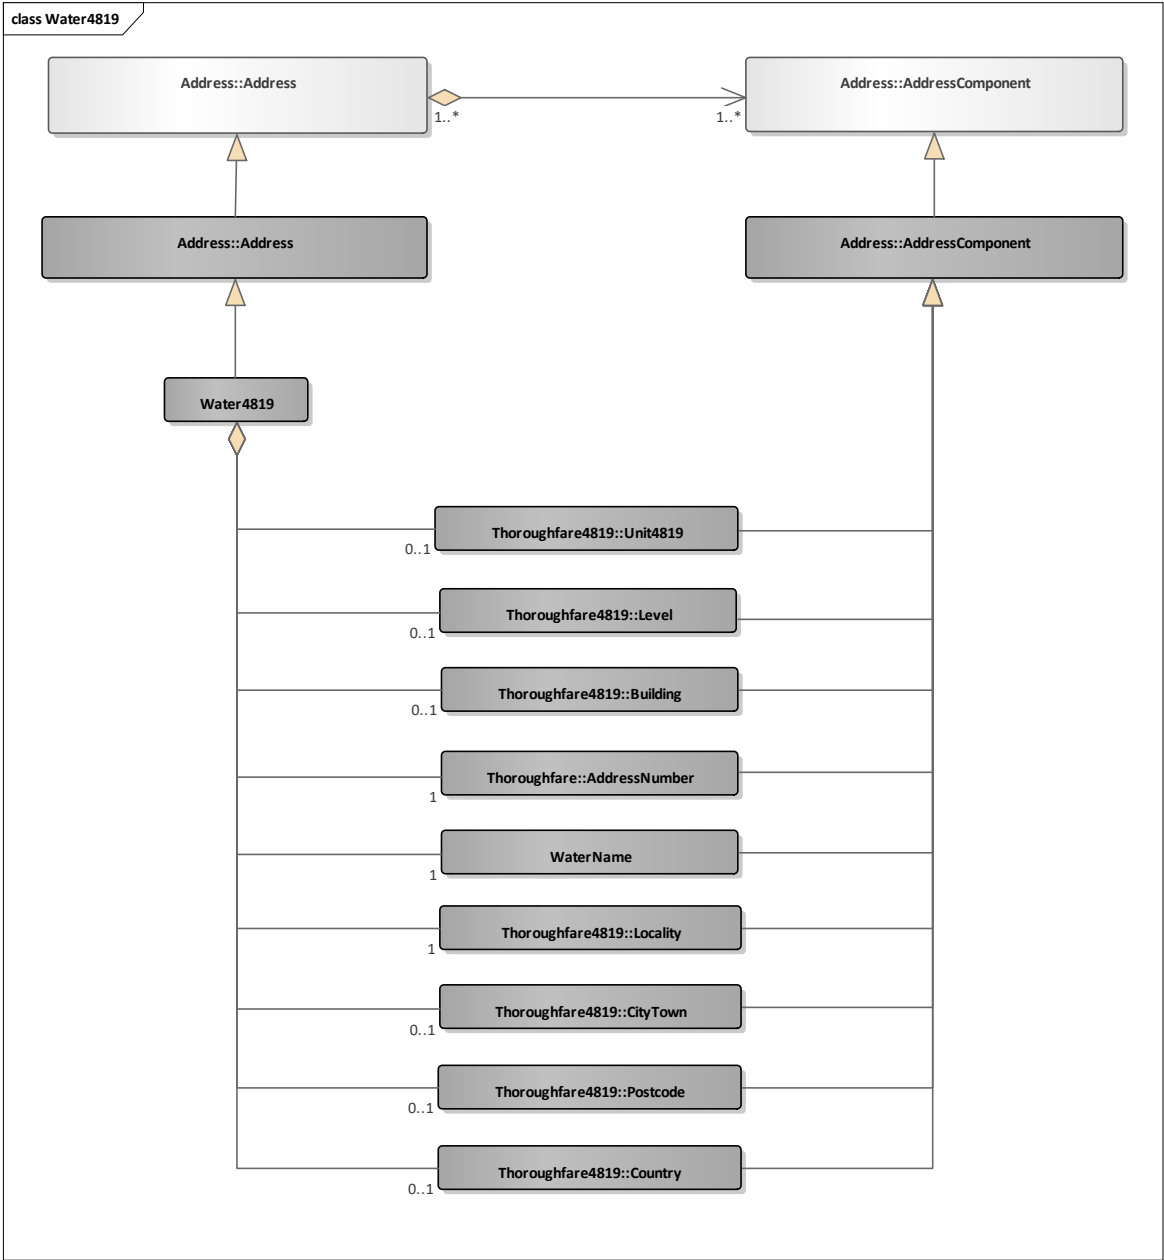 class Water4819
Address::Address
Address::AddressComponent
1..*
1..*
Address::Address
Address::AddressComponent
Water4819
Thoroughfare4819::Unit4819
0..1
Thoroughfare4819::Level
0..1
Thoroughfare4819::Building
0..1
Thoroughfare::AddressNumber
1
WaterName
1
Thoroughfare4819::Locality
1
Thoroughfare4819::CityTown
0..1
Thoroughfare4819::Postcode
0..1
Thoroughfare4819::Country
0..1